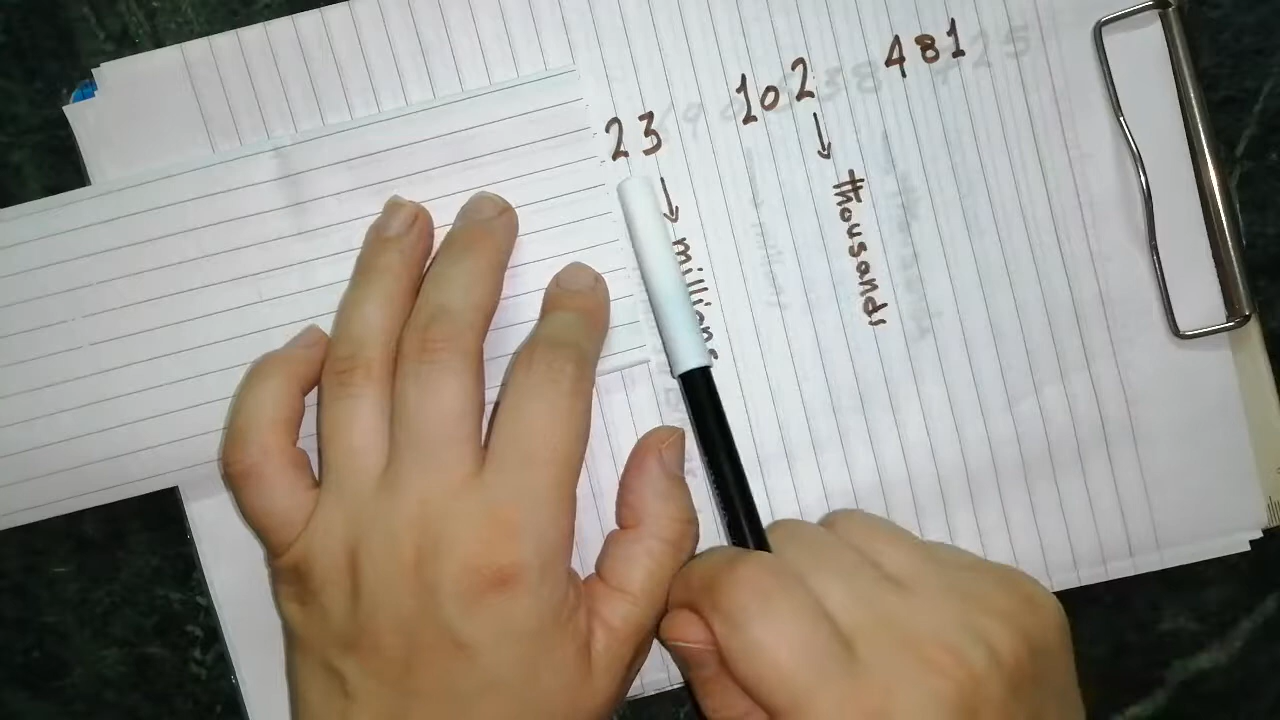 23 102 481
↓ millions ↓ thousands